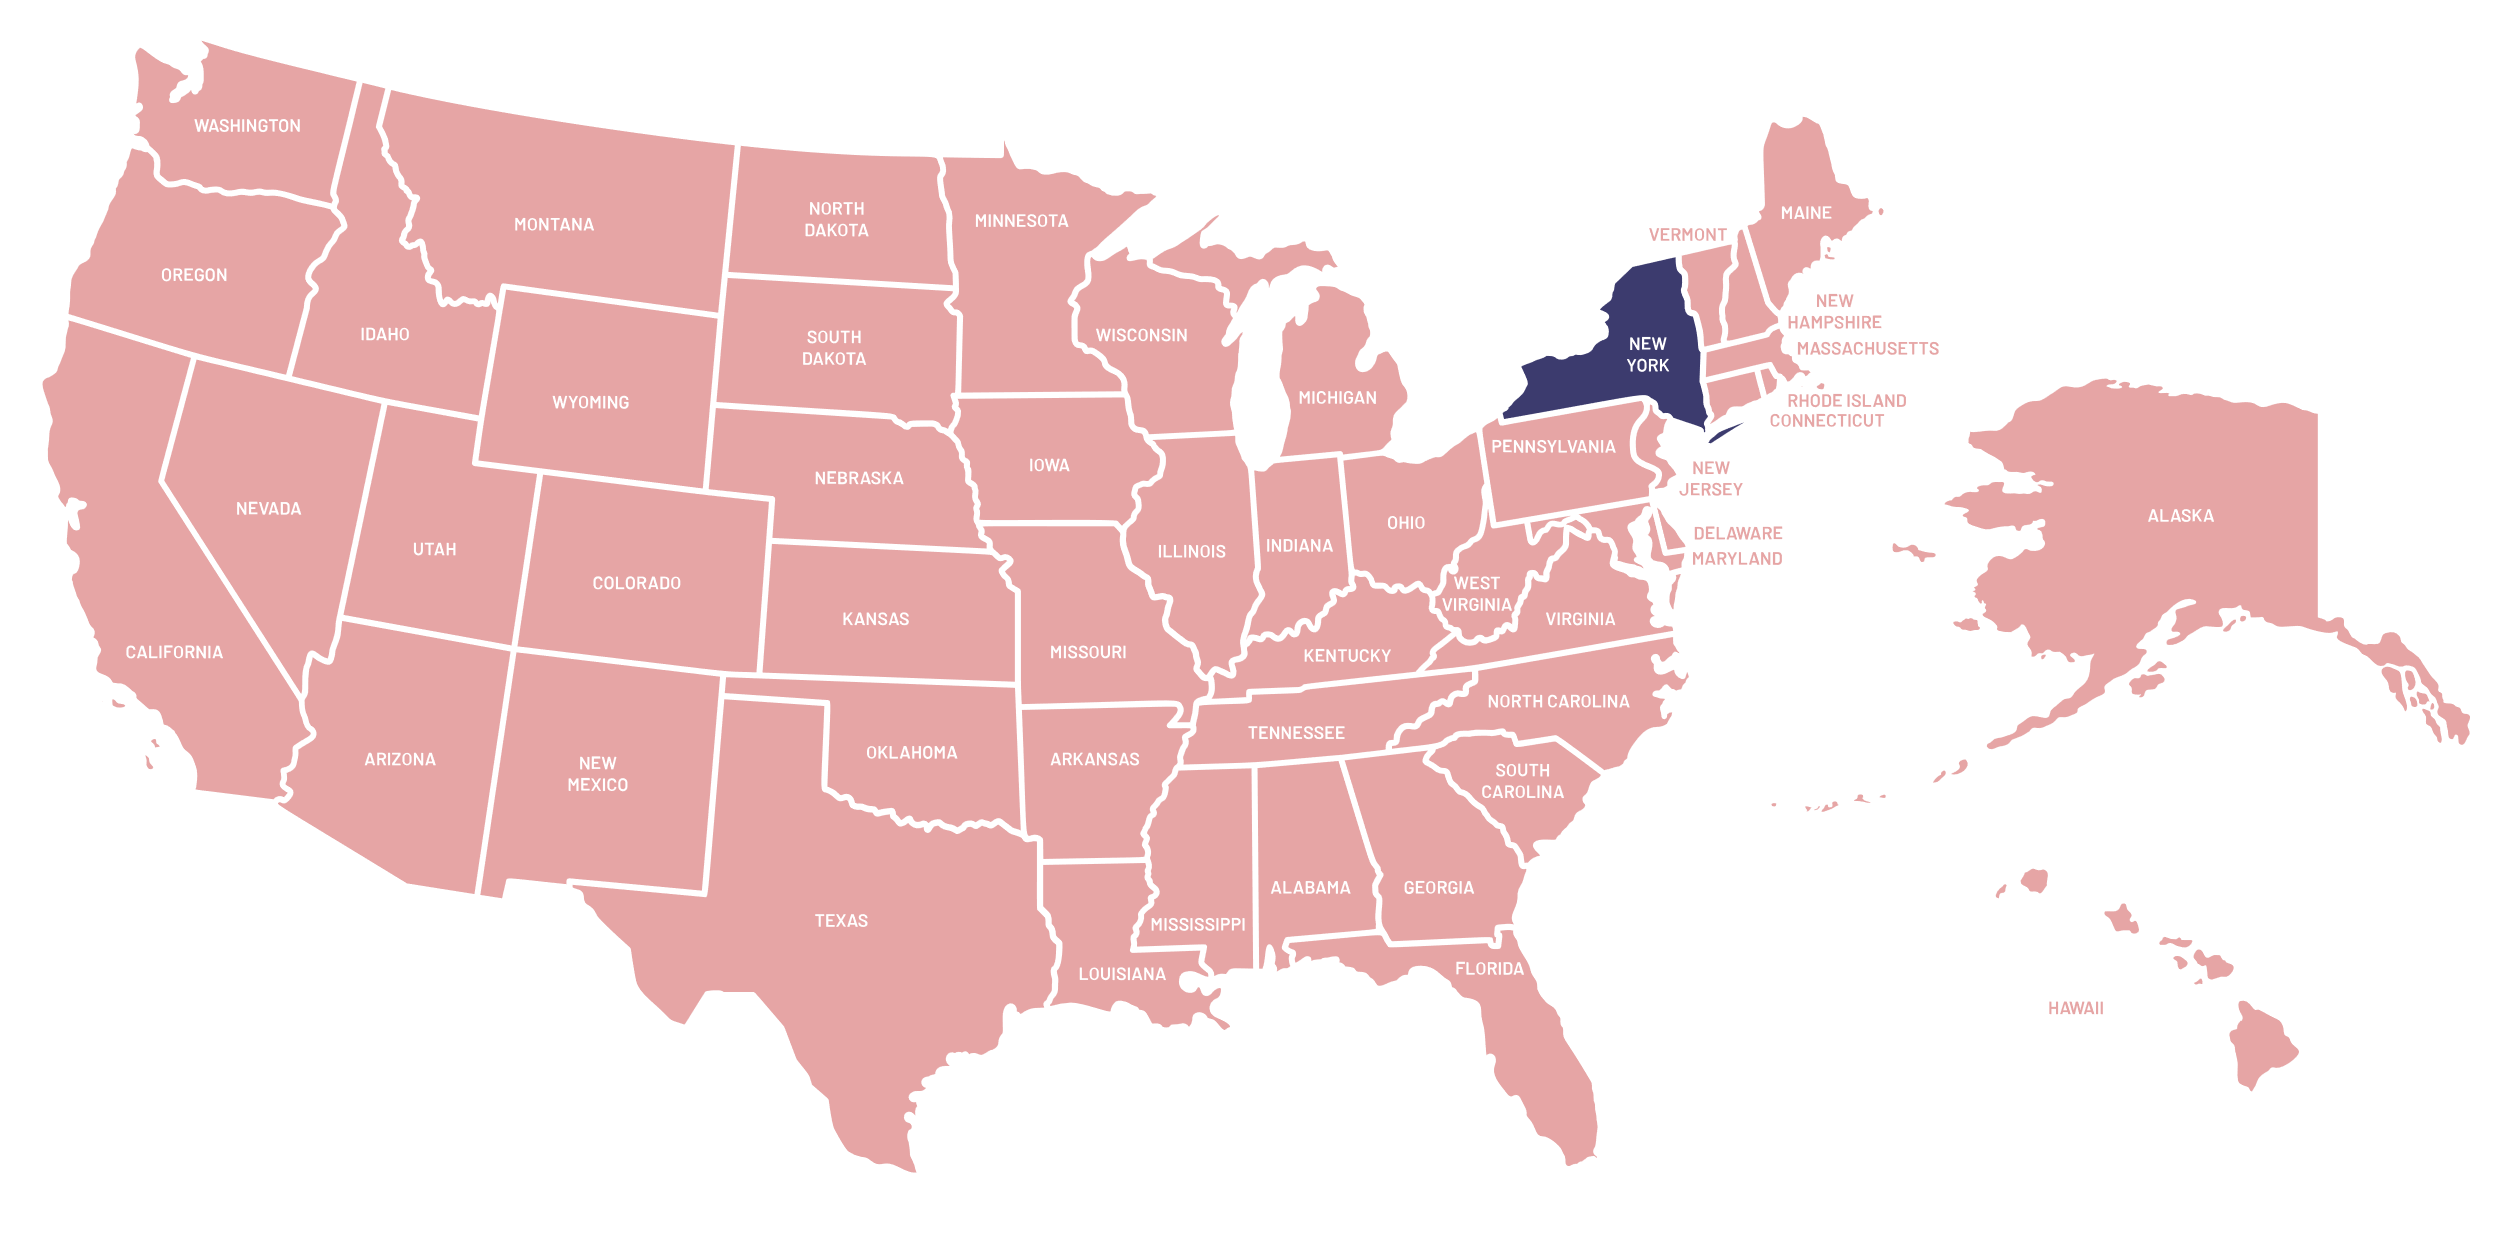 WASHINGTON
OREGON
CALIFORNIA
NEVADA
IDAHO
MONTANA
WYOMING
UTAH
COLORADO
ARIZONA
NEW
MEXICO
NORTH
DAKOTA
SOUTH
DAKOTA
NEBRASKA
KANSAS
OKLAHOMA
TEXAS
MINNESOTA
IOWA
MISSOURI
ARKANSAS
LOUISIANA
WISCONSIN
ILLINOIS
MICHIGAN
INDIANA
OHIO
KENTUCKY
TENNESSEE
MISSISSIPPI
ALABAMA
GEORGIA
FLORIDA
SOUTH
CAROLINA
NORTH CAROLINA
VIRGINIA
WEST
VIRGINIA
PENNSYLVANIA
NEW
YORK
VERMONT
MAINE
NEW
HAMPSHIRE
MASSACHUSETTS
RHODE ISLAND
CONNECTICUT
NEW
JERSEY
DELAWARE
MARYLAND
ALASKA
HAWAII